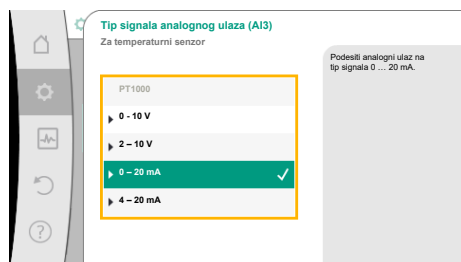 Tip signala analognog ulaza (AI3)
Za temperaturni senzor
Podesiti analogni ulaz na
tip signala 0 … 20 mA.
PT1000
0 - 10 V
2 – 10 V
0 – 20 mA
4 – 20 mA
?